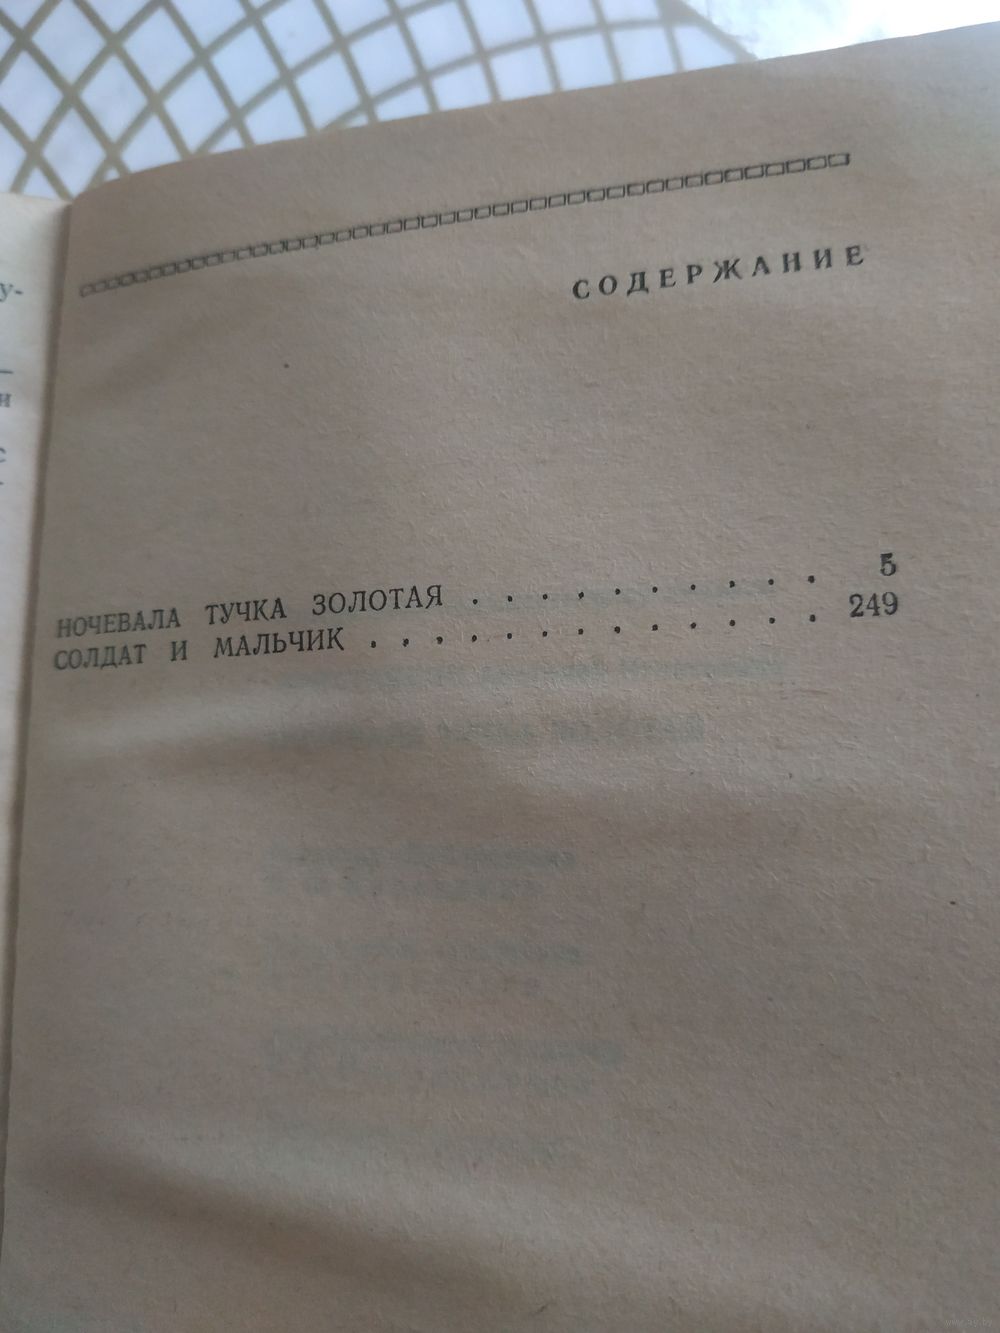 СОДЕРЖАНИЕ
НОЧЕВАЛА ТУЧКА ЗОЛОТАЯ . . . . . . . . . . 5
СОЛДАТ И МАЛЬЧИК . . . . . . . . . . . . . 249
у-
—
и
с